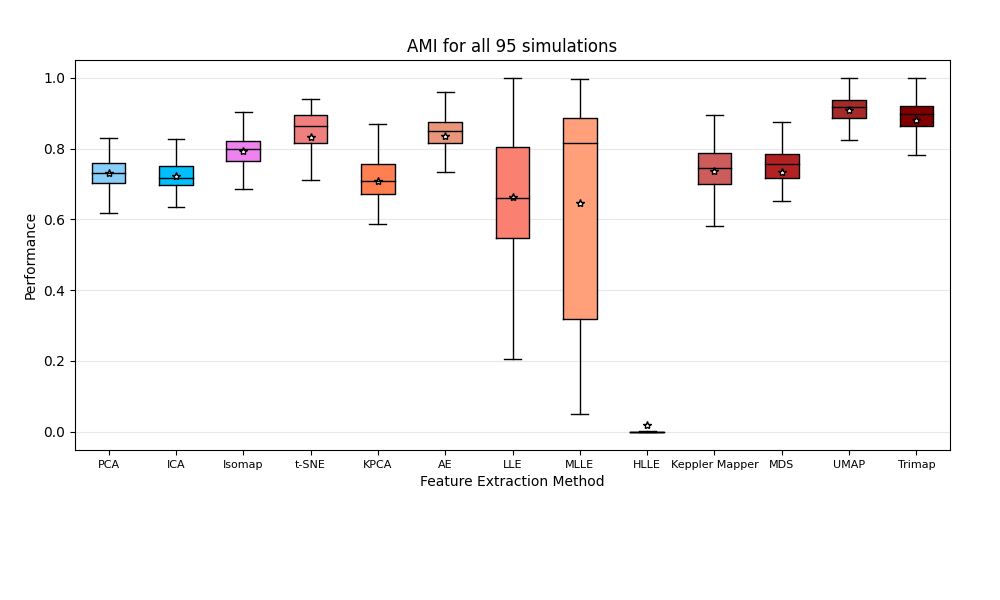 AMI for all 95 simulations
Performance
1.0
0.8
0.6
0.4
0.2
0.0
PCA ICA Isomap t-SNE KPCA AE LLE MLLE HLLE Keppler Mapper MDS UMAP Trimap
Feature Extraction Method